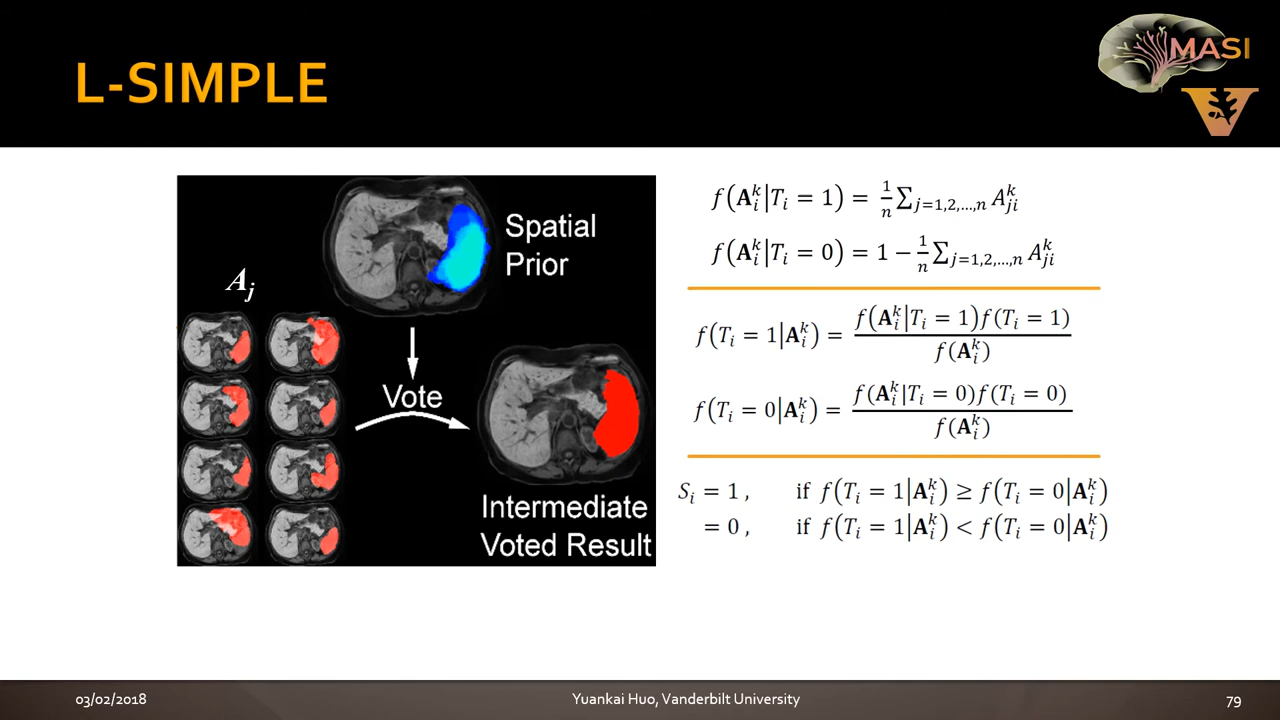 L-SIMPLE
MASI
V
Spatial
Prior
A_j
Vote
Intermediate
Voted Result
f(𝐀_i^k|T_i = 1) = 1/n ∑_{j=1,2,…,n} A_{ji}^k
f(𝐀_i^k|T_i = 0) = 1 − 1/n ∑_{j=1,2,…,n} A_{ji}^k
f(T_i = 1|𝐀_i^k) = f(𝐀_i^k|T_i = 1)f(T_i = 1) / f(𝐀_i^k)
f(T_i = 0|𝐀_i^k) = f(𝐀_i^k|T_i = 0)f(T_i = 0) / f(𝐀_i^k)
S_i = 1 , if f(T_i = 1|𝐀_i^k) ≥ f(T_i = 0|𝐀_i^k)
= 0 , if f(T_i = 1|𝐀_i^k) < f(T_i = 0|𝐀_i^k)
03/02/2018
Yuankai Huo, Vanderbilt University
79